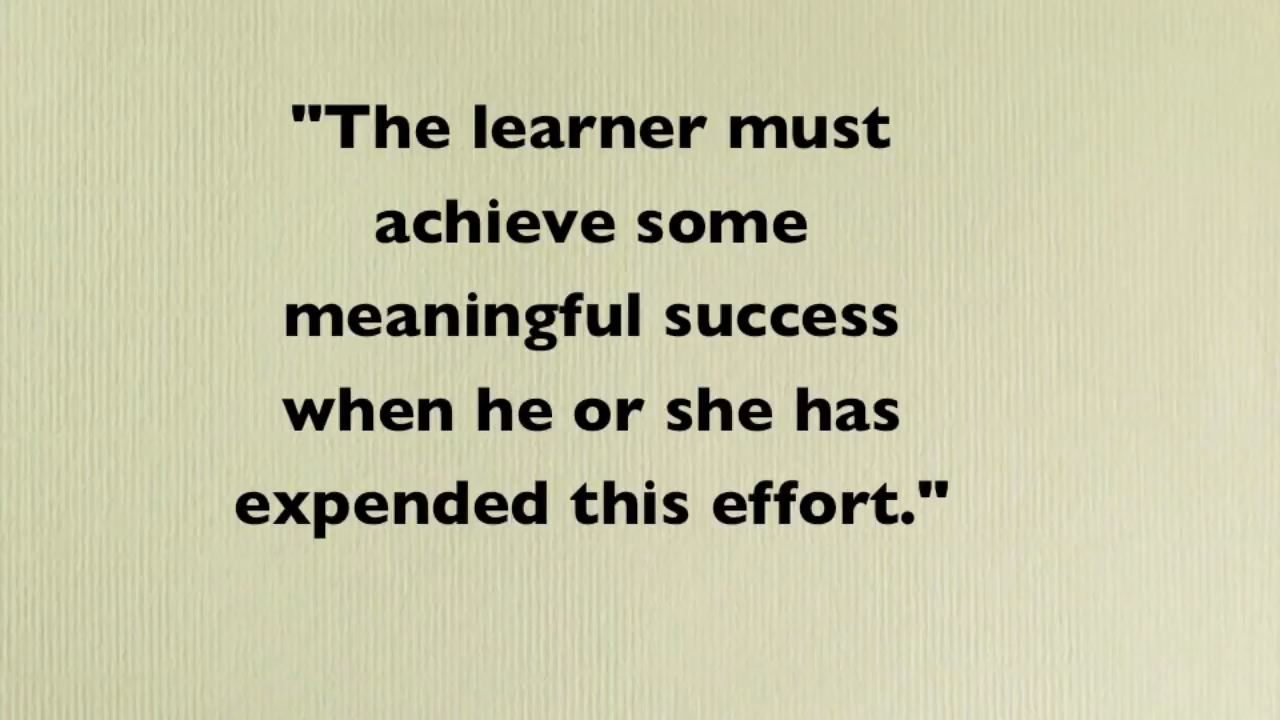 "The learner must
achieve some
meaningful success
when he or she has
expended this effort."